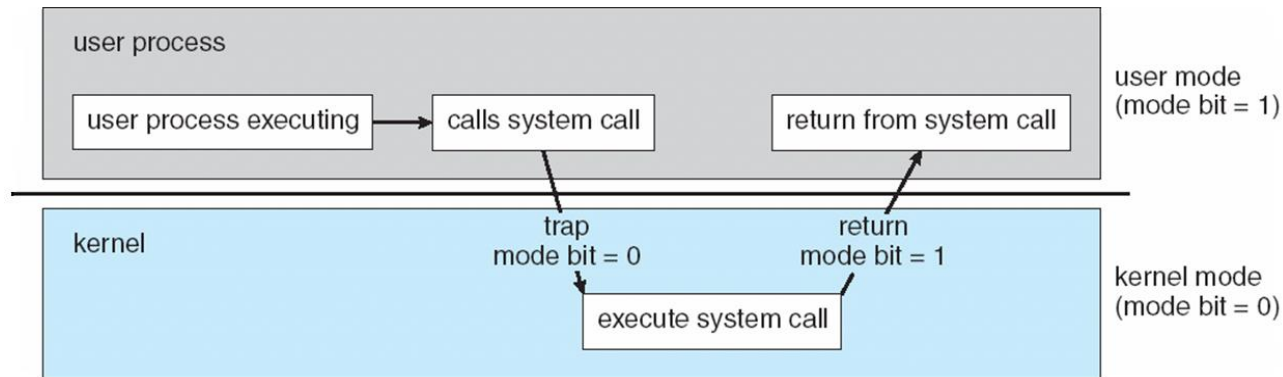 user process
user process executing
calls system call
return from system call
user mode
(mode bit = 1)
kernel
trap
mode bit = 0
return
mode bit = 1
execute system call
kernel mode
(mode bit = 0)